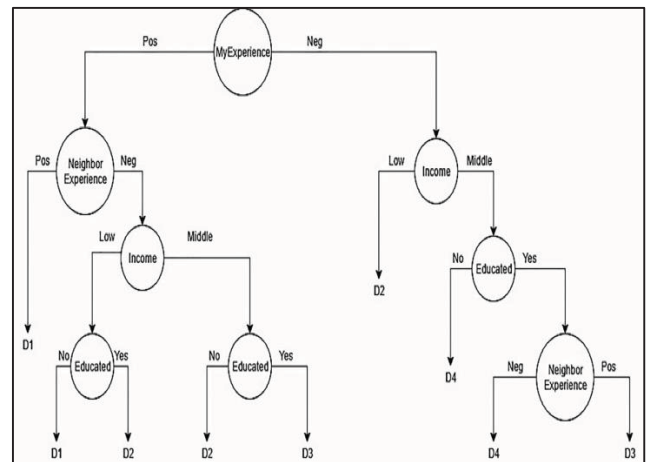 Pos
MyExperience
Neg
Pos
Neighbor
Experience
Neg
Low
Income
Middle
Low
Income
Middle
No
Educated
Yes
D2
D1
No
Educated
Yes
No
Educated
Yes
D4
Neg
Neighbor
Experience
Pos
D1
D2
D2
D3
D4
D3